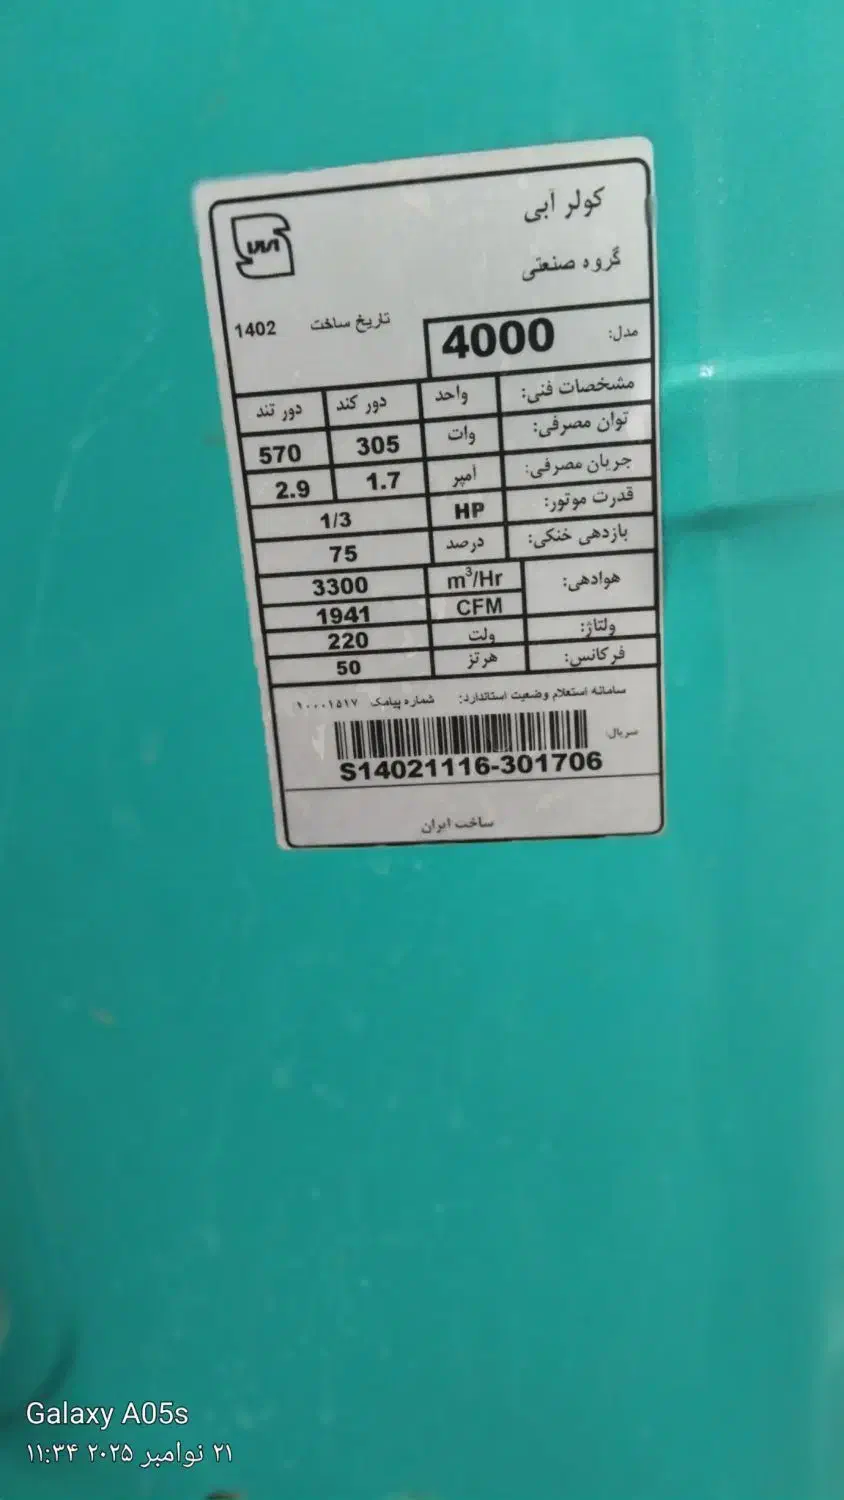 کولر آبی
گروه صنعتی
مدل: 4000 تاریخ ساخت 1402
مشخصات فنی: واحد دور کند دور تند
توان مصرفی: وات 305 570
جریان مصرفی: آمپر 1.7 2.9
قدرت موتور: HP 1/3
بازدهی خنکی: درصد 75
هوادهی: m³/Hr 3300
CFM 1941
ولتاژ: ولت 220
فرکانس: هرتز 50
سامانه استعلام وضعیت استاندارد: شماره پیامک ۱۰۰۰۱۵۱۷
سریال:
S14021116-301706
ساخت ایران
Galaxy A05s
۲۱ نوامبر ۲۰۲۵ ۱۱:۳۴